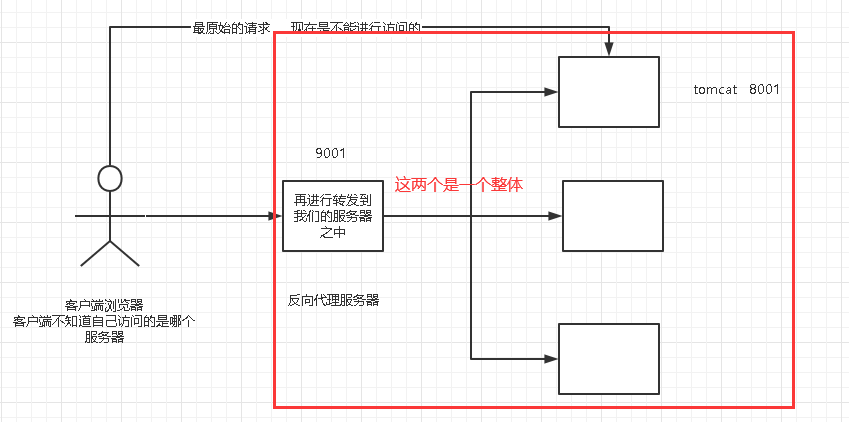 最原始的请求
现在是不能进行访问的
tomcat 8001
9001
这两个是一个整体
再进行转发到
我们的服务器
之中
反向代理服务器
客户端浏览器
客户端不知道自己访问的是哪个
服务器